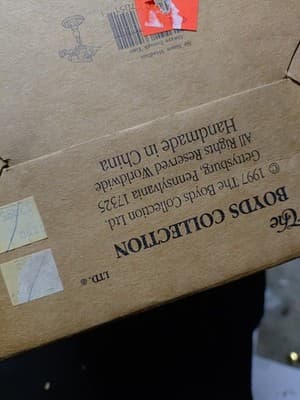 The
BOYDS COLLECTION
LTD. ®
© 1997 The Boyds Collection Ltd.
Gettysburg, Pennsylvania 17325
All Rights Reserved Worldwide
Handmade in China